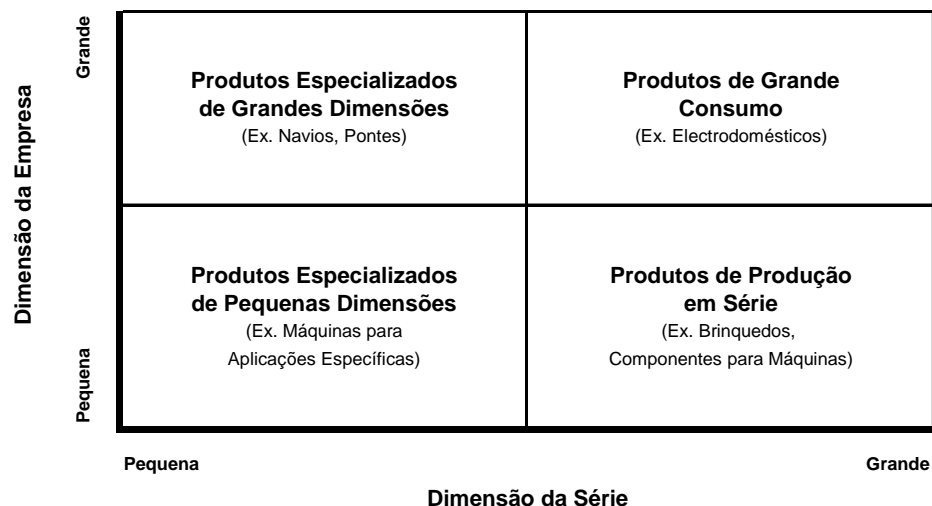 Dimensão da Empresa
Grande
Pequena
Produtos Especializados
de Grandes Dimensões
(Ex. Navios, Pontes)
Produtos de Grande
Consumo
(Ex. Electrodomésticos)
Produtos Especializados
de Pequenas Dimensões
(Ex. Máquinas para
Aplicações Específicas)
Produtos de Produção
em Série
(Ex. Brinquedos,
Componentes para Máquinas)
Pequena
Grande
Dimensão da Série